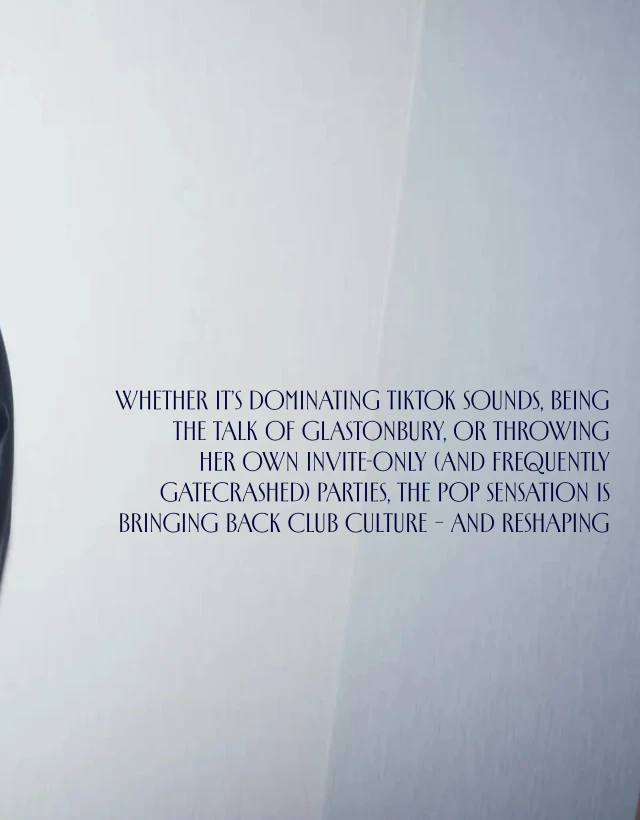 WHETHER IT'S DOMINATING TIKTOK SOUNDS, BEING
THE TALK OF GLASTONBURY, OR THROWING
HER OWN INVITE-ONLY (AND FREQUENTLY
GATECRASHED) PARTIES, THE POP SENSATION IS
BRINGING BACK CLUB CULTURE – AND RESHAPING